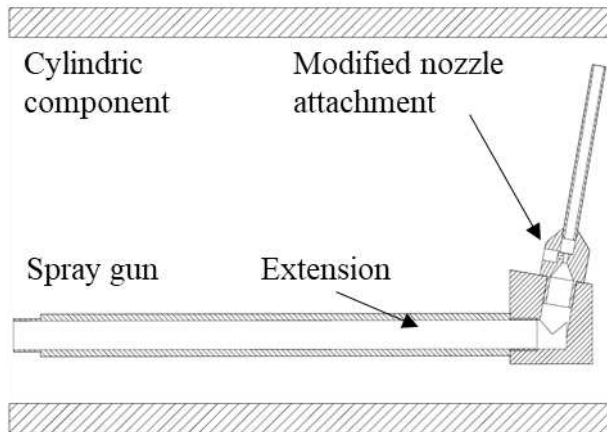 Cylindric
component
Modified nozzle
attachment
Spray gun
Extension